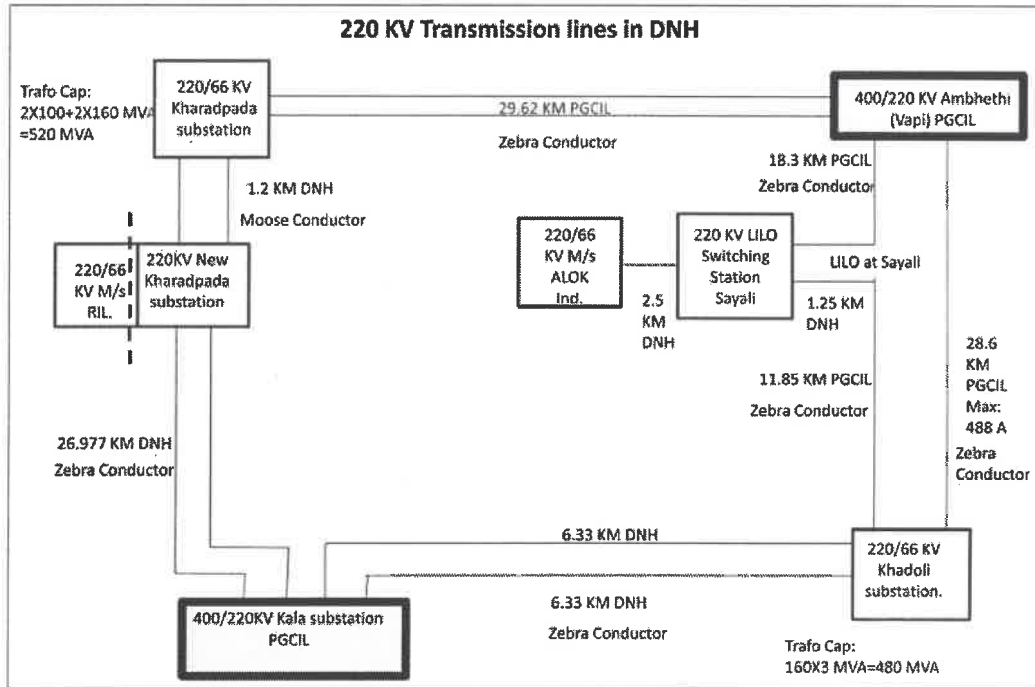 220 KV Transmission lines in DNH
Trafo Cap:
2X100+2X160 MVA
=520 MVA
220/66 KV
Kharadpada
substation
29.62 KM PGCIL
Zebra Conductor
400/220 KV Ambhethi
(Vapi) PGCIL
1.2 KM DNH
Moose Conductor
18.3 KM PGCIL
Zebra Conductor
220/66
KV M/s
RIL.
220KV New
Kharadpada
substation
220/66
KV M/s
ALOK
Ind.
220 KV LILO
Switching
Station
Sayali
LILO at Sayali
2.5
KM
DNH
1.25 KM
DNH
28.6
KM
PGCIL
Max:
488 A
Zebra
Conductor
11.85 KM PGCIL
Zebra Conductor
26.977 KM DNH
Zebra Conductor
6.33 KM DNH
6.33 KM DNH
Zebra Conductor
220/66 KV
Khadoli
substation.
400/220KV Kala substation
PGCIL
Trafo Cap:
160X3 MVA=480 MVA